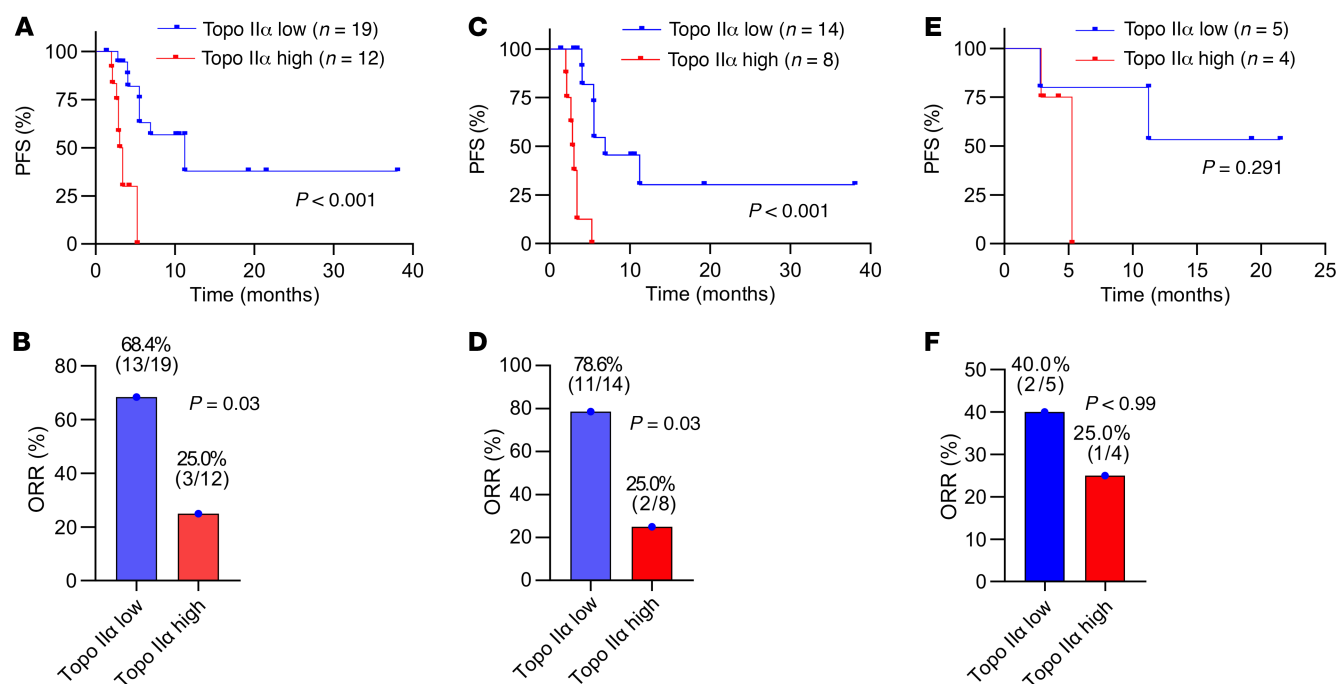 A
Topo IIα low (n = 19)
Topo IIα high (n = 12)
PFS (%)
100
75
50
25
0
P < 0.001
0 10 20 30 40
Time (months)
C
Topo IIα low (n = 14)
Topo IIα high (n = 8)
PFS (%)
100
75
50
25
0
P < 0.001
0 10 20 30 40
Time (months)
E
Topo IIα low (n = 5)
Topo IIα high (n = 4)
PFS (%)
100
75
50
25
0
P = 0.291
0 5 10 15 20 25
Time (months)
B
ORR (%)
80
60
40
20
0
68.4%
(13/19)
P = 0.03
25.0%
(3/12)
Topo IIα low
Topo IIα high
D
ORR (%)
100
80
60
40
20
0
78.6%
(11/14)
P = 0.03
25.0%
(2/8)
Topo IIα low
Topo IIα high
F
ORR (%)
50
40
30
20
10
0
40.0%
(2/5)
P < 0.99
25.0%
(1/4)
Topo IIα low
Topo IIα high